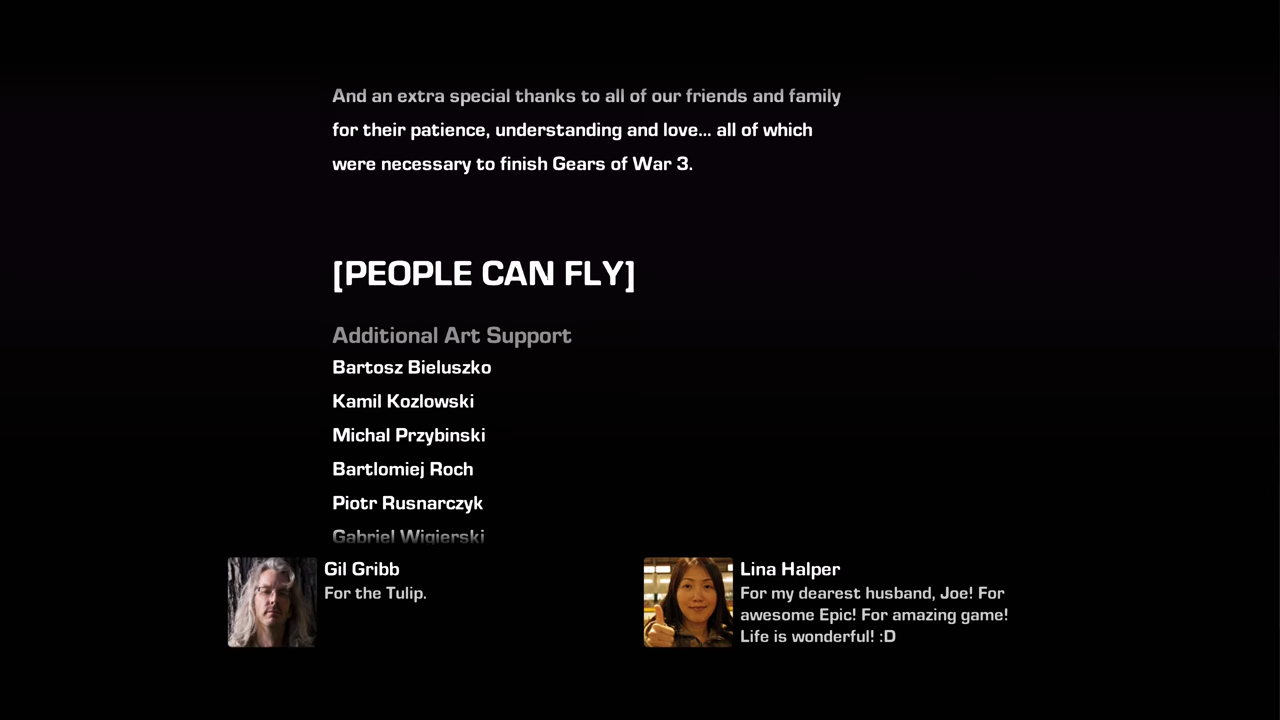 And an extra special thanks to all of our friends and family
for their patience, understanding and love... all of which
were necessary to finish Gears of War 3.
[PEOPLE CAN FLY]
Additional Art Support
Bartosz Bieluszko
Kamil Kozlowski
Michal Przybinski
Bartlomiej Roch
Piotr Rusnarczyk
Gabriel Wigierski
Gil Gribb
For the Tulip.
Lina Halper
For my dearest husband, Joe! For
awesome Epic! For amazing game!
Life is wonderful! :D